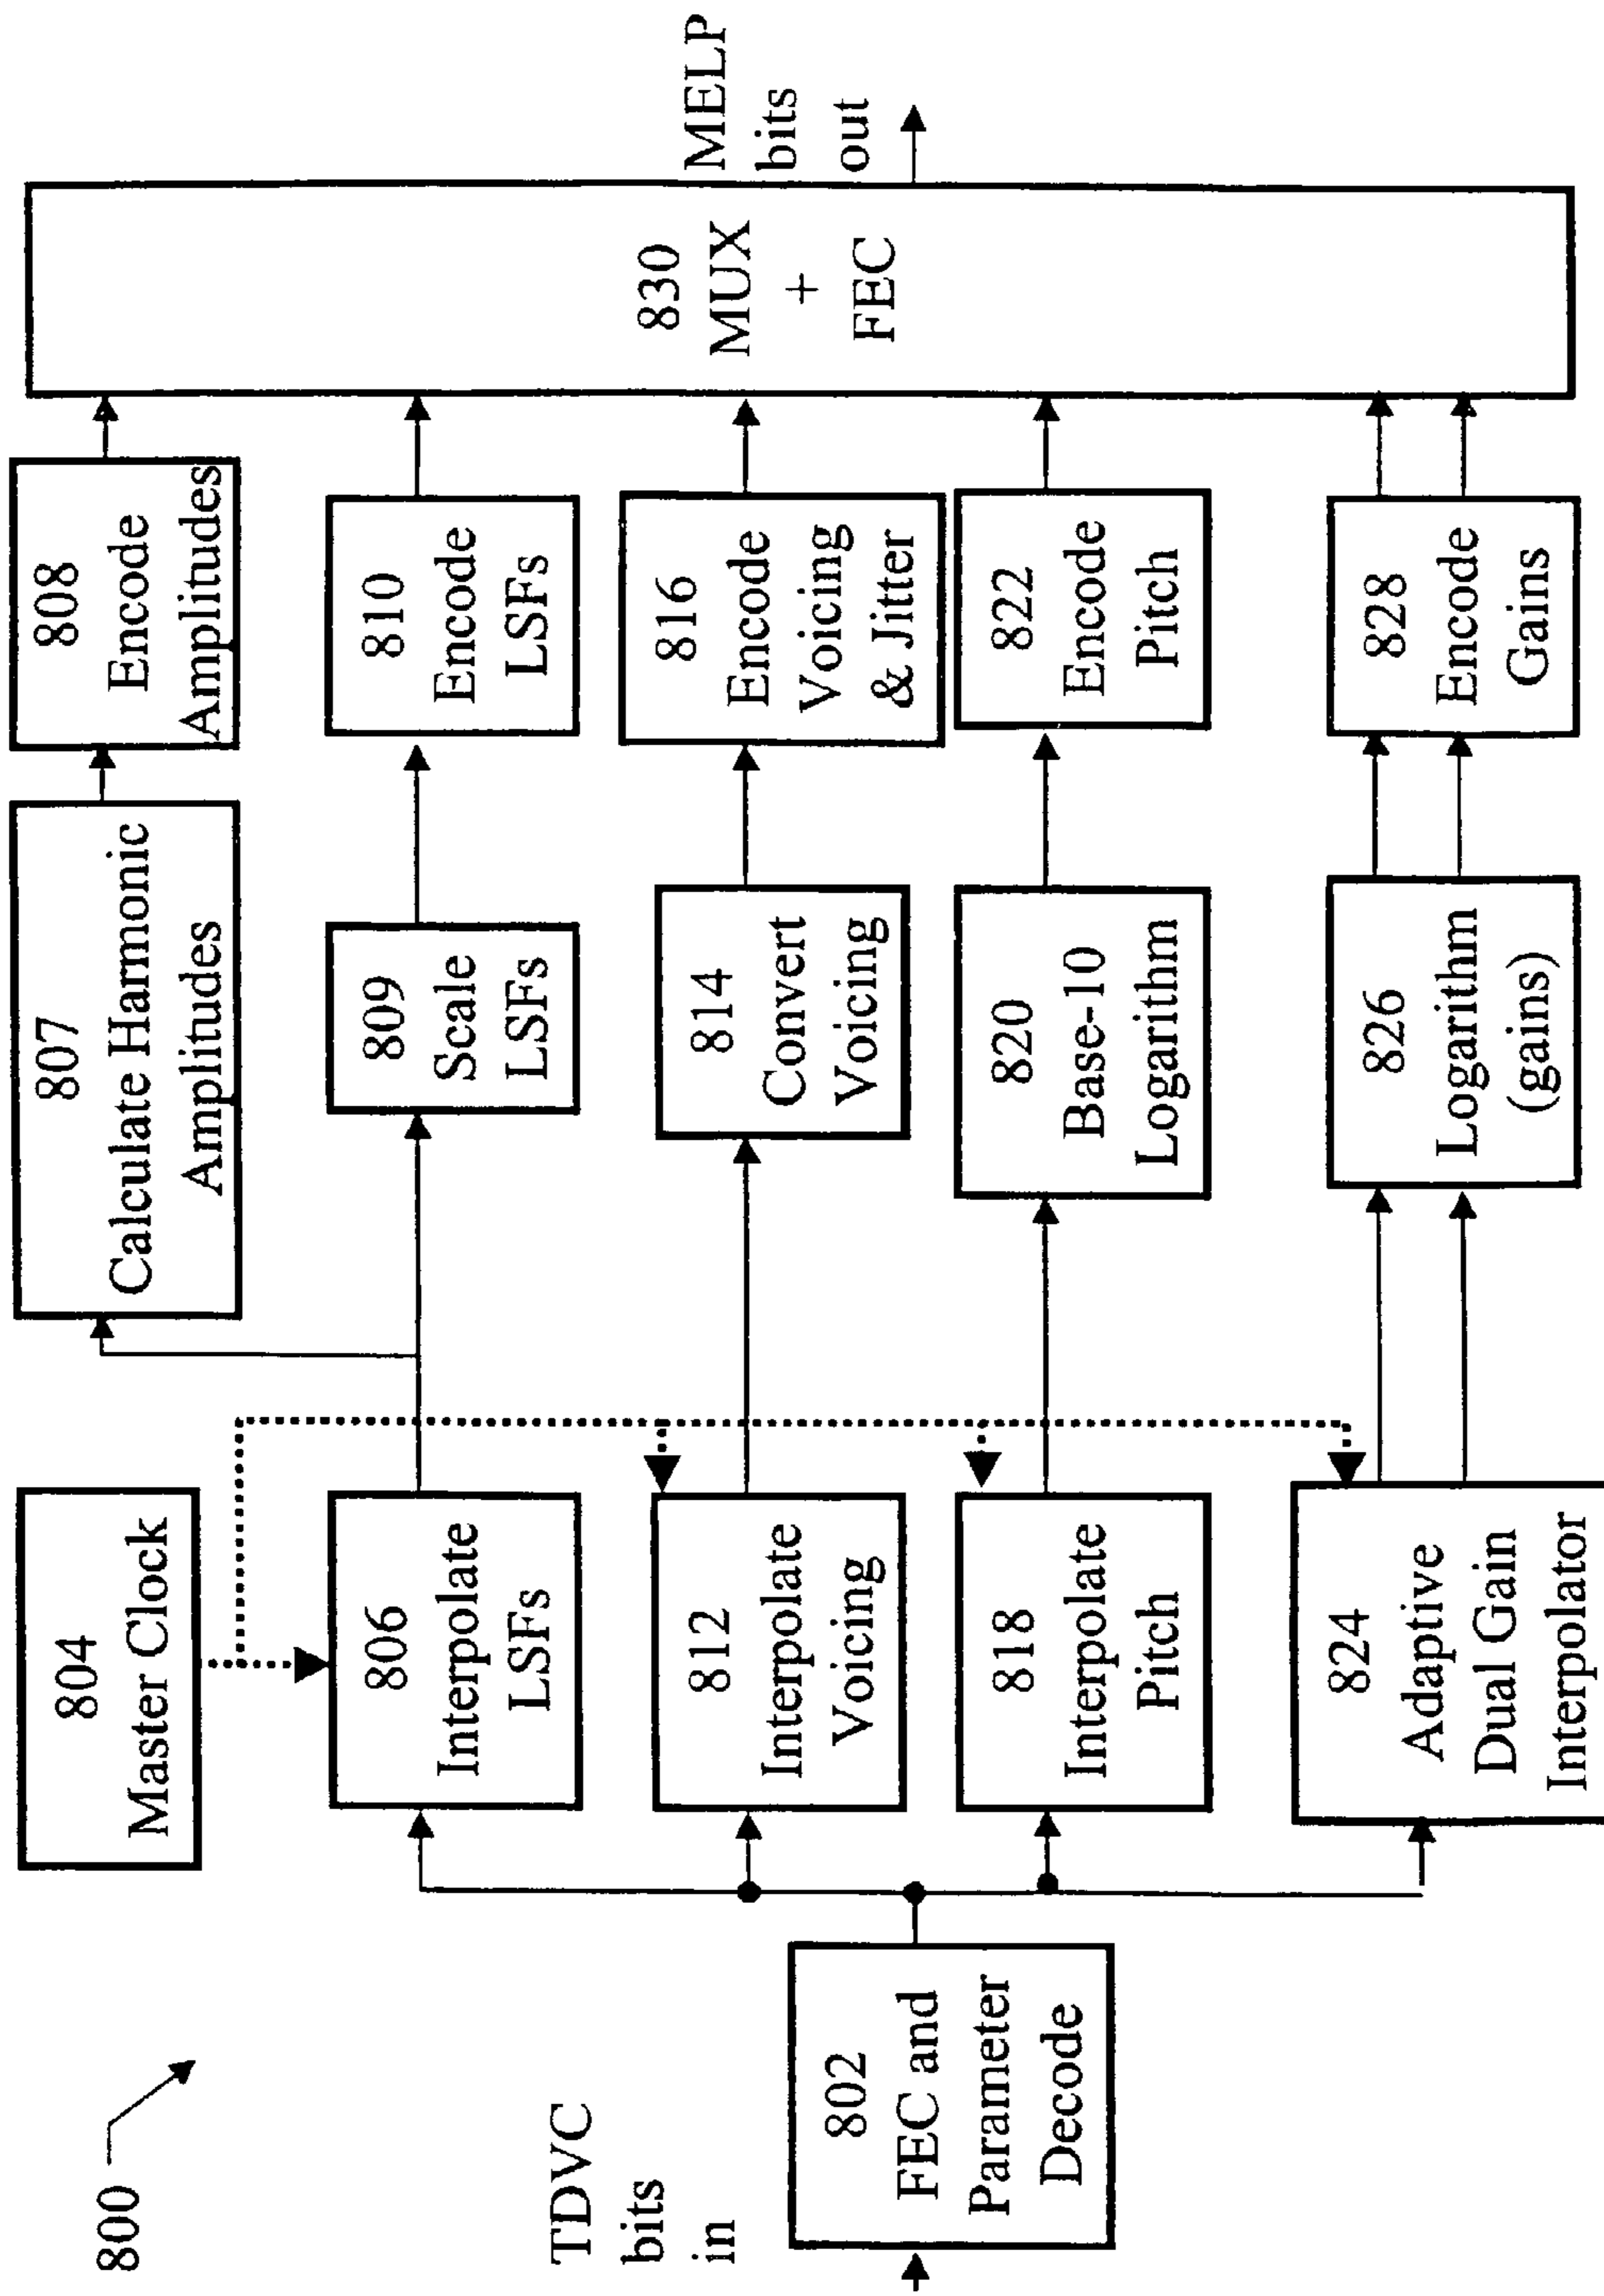 800
TDVC
bits
in
802
FEC and
Parameter
Decode
804
Master Clock
806
Interpolate
LSFs
812
Interpolate
Voicing
818
Interpolate
Pitch
824
Adaptive
Dual Gain
Interpolator
807
Calculate Harmonic
Amplitudes
809
Scale
LSFs
814
Convert
Voicing
820
Base-10
Logarithm
826
Logarithm
(gains)
808
Encode
Amplitudes
810
Encode
LSFs
816
Encode
Voicing
& Jitter
822
Encode
Pitch
828
Encode
Gains
830
MUX
+
FEC
MELP
bits
out